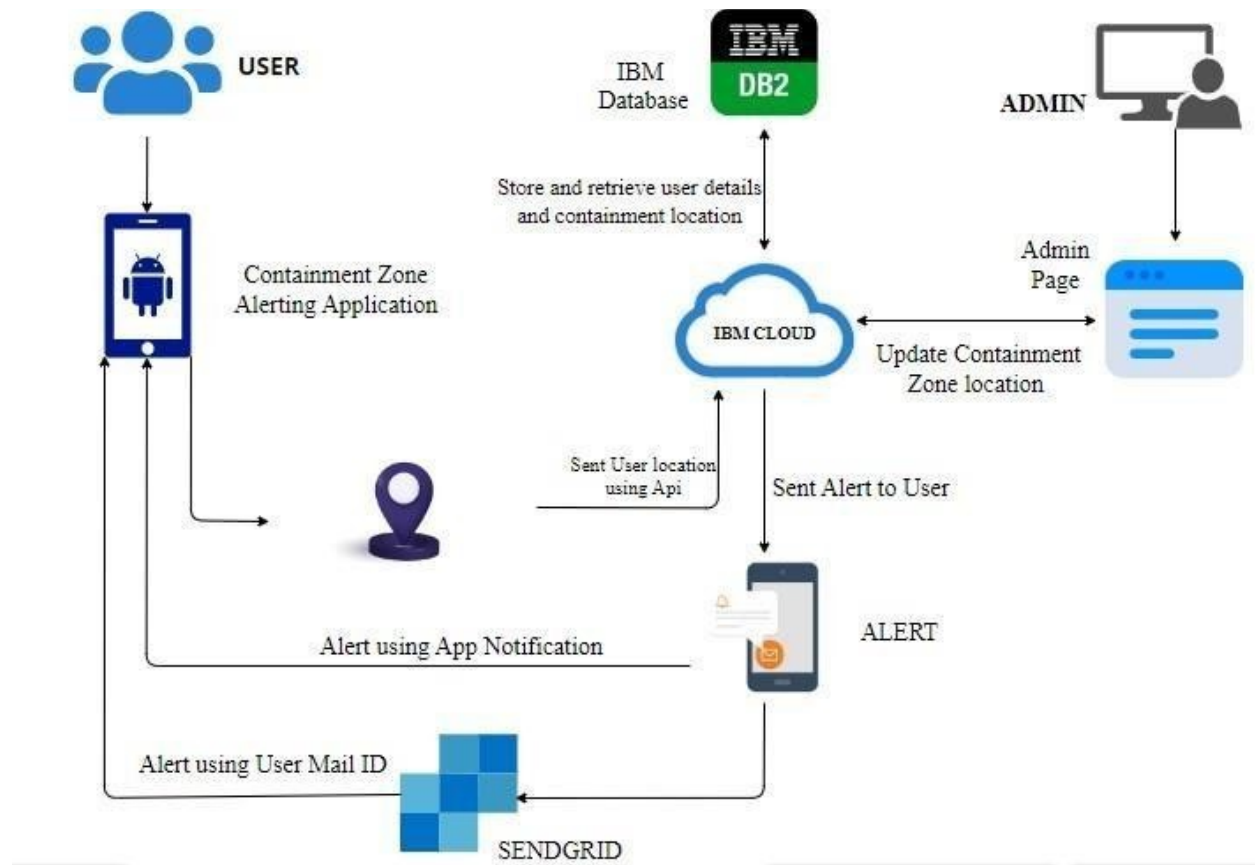 USER
IBM
Database
IBM
DB2
ADMIN
Store and retrieve user details
and containment location
Containment Zone
Alerting Application
Admin
Page
IBM CLOUD
Update Containment
Zone location
Sent User location
using Api
Sent Alert to User
ALERT
Alert using App Notification
Alert using User Mail ID
SENDGRID